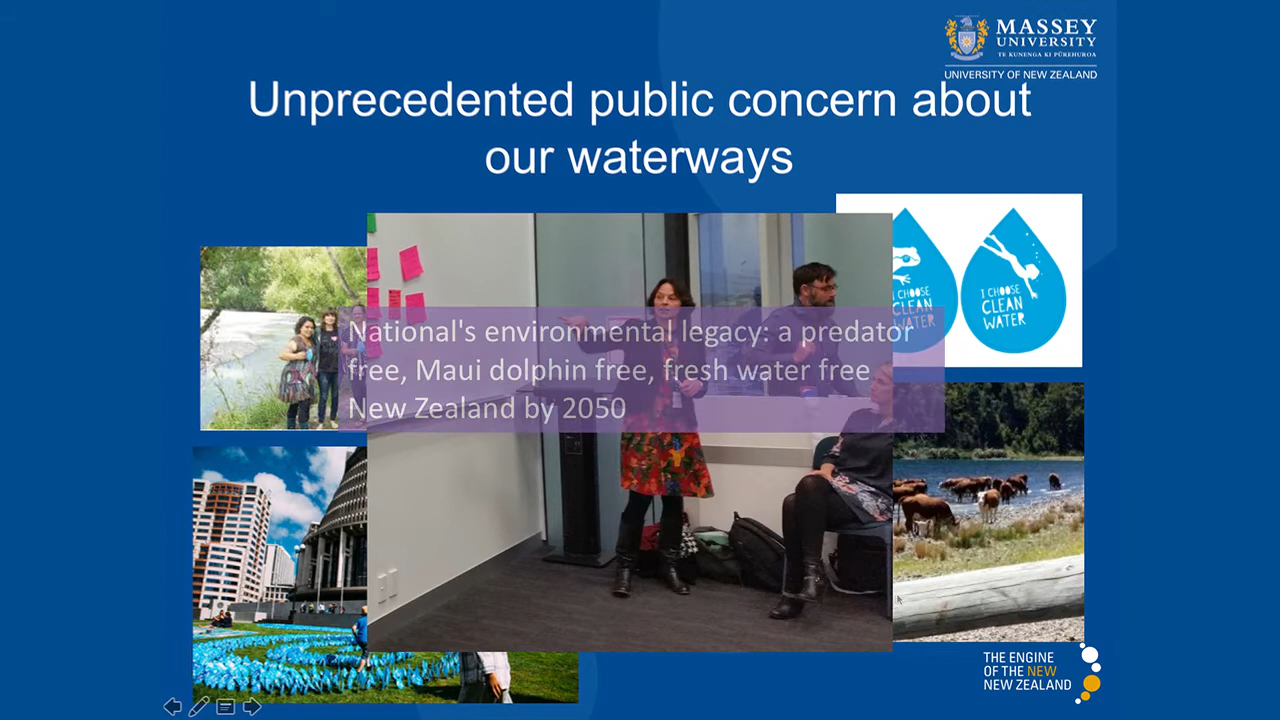 MASSEY
UNIVERSITY
TE KUNENGA KI PŪREHUROA
UNIVERSITY OF NEW ZEALAND
Unprecedented public concern about
our waterways
I CHOOSE
CLEAN
WATER
I CHOOSE
CLEAN
WATER
National's environmental legacy: a predator
free, Maui dolphin free, fresh water free
New Zealand by 2050
THE ENGINE
OF THE NEW
NEW ZEALAND